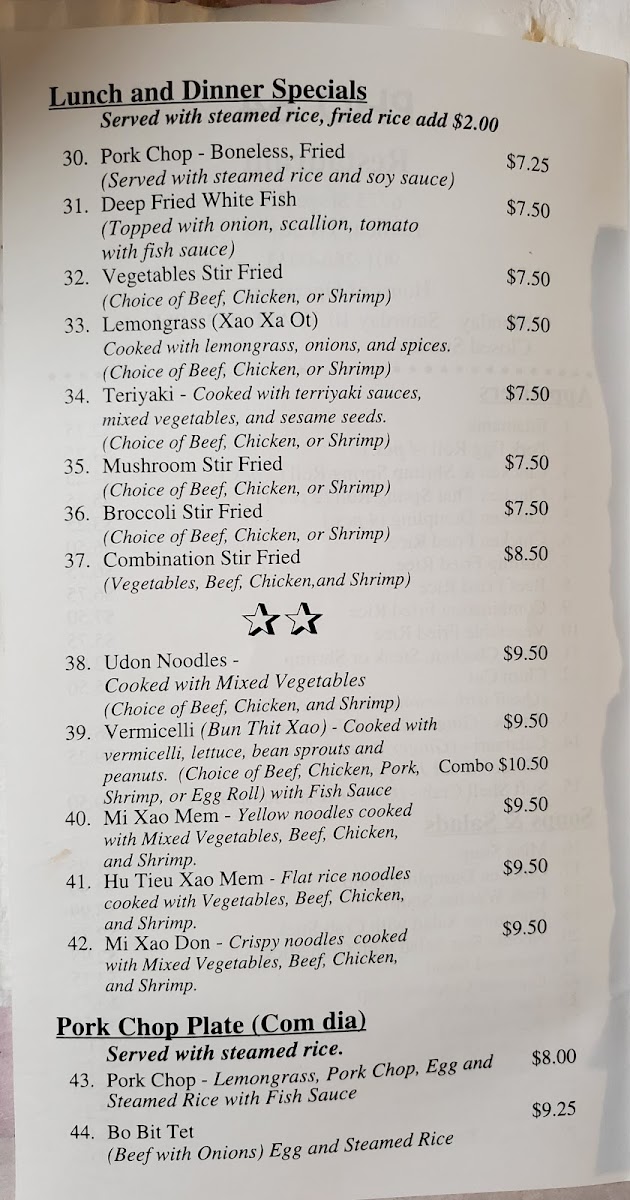 Lunch and Dinner Specials
Served with steamed rice, fried rice add $2.00
30. Pork Chop - Boneless, Fried $7.25
(Served with steamed rice and soy sauce)
31. Deep Fried White Fish $7.50
(Topped with onion, scallion, tomato
with fish sauce)
32. Vegetables Stir Fried $7.50
(Choice of Beef, Chicken, or Shrimp)
33. Lemongrass (Xao Xa Ot) $7.50
Cooked with lemongrass, onions, and spices.
(Choice of Beef, Chicken, or Shrimp)
34. Teriyaki - Cooked with terriyaki sauces, $7.50
mixed vegetables, and sesame seeds.
(Choice of Beef, Chicken, or Shrimp)
35. Mushroom Stir Fried $7.50
(Choice of Beef, Chicken, or Shrimp)
36. Broccoli Stir Fried $7.50
(Choice of Beef, Chicken, or Shrimp)
37. Combination Stir Fried $8.50
(Vegetables, Beef, Chicken,and Shrimp)
38. Udon Noodles - $9.50
Cooked with Mixed Vegetables
(Choice of Beef, Chicken, and Shrimp)
39. Vermicelli (Bun Thit Xao) - Cooked with $9.50
vermicelli, lettuce, bean sprouts and
peanuts. (Choice of Beef, Chicken, Pork, Combo $10.50
Shrimp, or Egg Roll) with Fish Sauce
40. Mi Xao Mem - Yellow noodles cooked $9.50
with Mixed Vegetables, Beef, Chicken,
and Shrimp.
41. Hu Tieu Xao Mem - Flat rice noodles $9.50
cooked with Vegetables, Beef, Chicken,
and Shrimp.
42. Mi Xao Don - Crispy noodles cooked $9.50
with Mixed Vegetables, Beef, Chicken,
and Shrimp.
Pork Chop Plate (Com dia)
Served with steamed rice.
43. Pork Chop - Lemongrass, Pork Chop, Egg and $8.00
Steamed Rice with Fish Sauce
44. Bo Bit Tet $9.25
(Beef with Onions) Egg and Steamed Rice